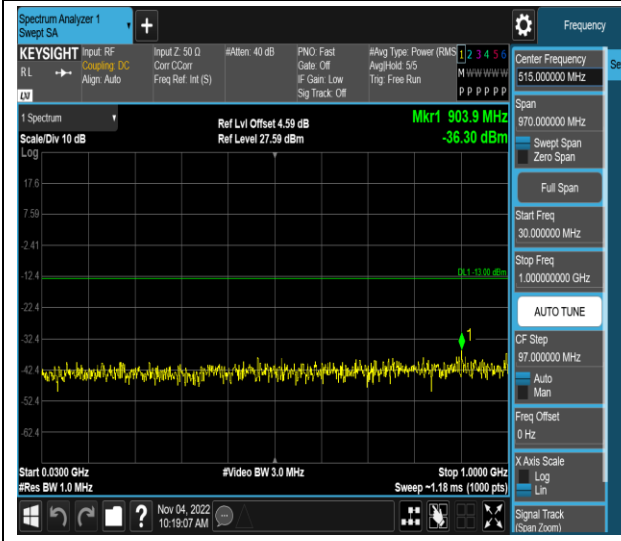 Spectrum Analyzer 1
Swept SA
+
Frequency
KEYSIGHT
RL
LXI
Input: RF
Coupling: DC
Align: Auto
Input Z: 50 Ω
Corr CCorr
Freq Ref: Int (S)
#Atten: 40 dB
PNO: Fast
Gate: Off
IF Gain: Low
Sig Track: Off
#Avg Type: Power (RMS
Avg|Hold: 5/5
Trig: Free Run
1 2 3 4 5 6
M W W W W W
P P P P P P
1 Spectrum
Scale/Div 10 dB
Log
Ref Lvl Offset 4.59 dB
Ref Level 27.59 dBm
Mkr1 903.9 MHz
-36.30 dBm
17.6
7.59
-2.41
-12.4
DL1 -13.00 dBm
-22.4
-32.4
1
-42.4
-52.4
-62.4
Start 0.0300 GHz
#Res BW 1.0 MHz
#Video BW 3.0 MHz
Stop 1.0000 GHz
Sweep ~1.18 ms (1000 pts)
Center Frequency
515.000000 MHz
Se
Span
970.000000 MHz
Swept Span
Zero Span
Full Span
Start Freq
30.000000 MHz
Stop Freq
1.000000000 GHz
AUTO TUNE
CF Step
97.000000 MHz
Auto
Man
Freq Offset
0 Hz
X Axis Scale
Log
Lin
Signal Track
(Span Zoom)
?
Nov 04, 2022
10:19:07 AM